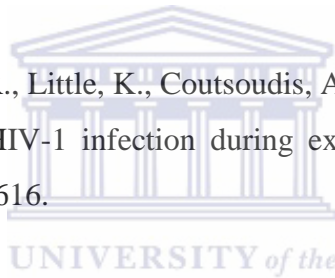 ., Little, K., Coutsoudis, A
HIV-1 infection during ex
616.
UNIVERSITY of the